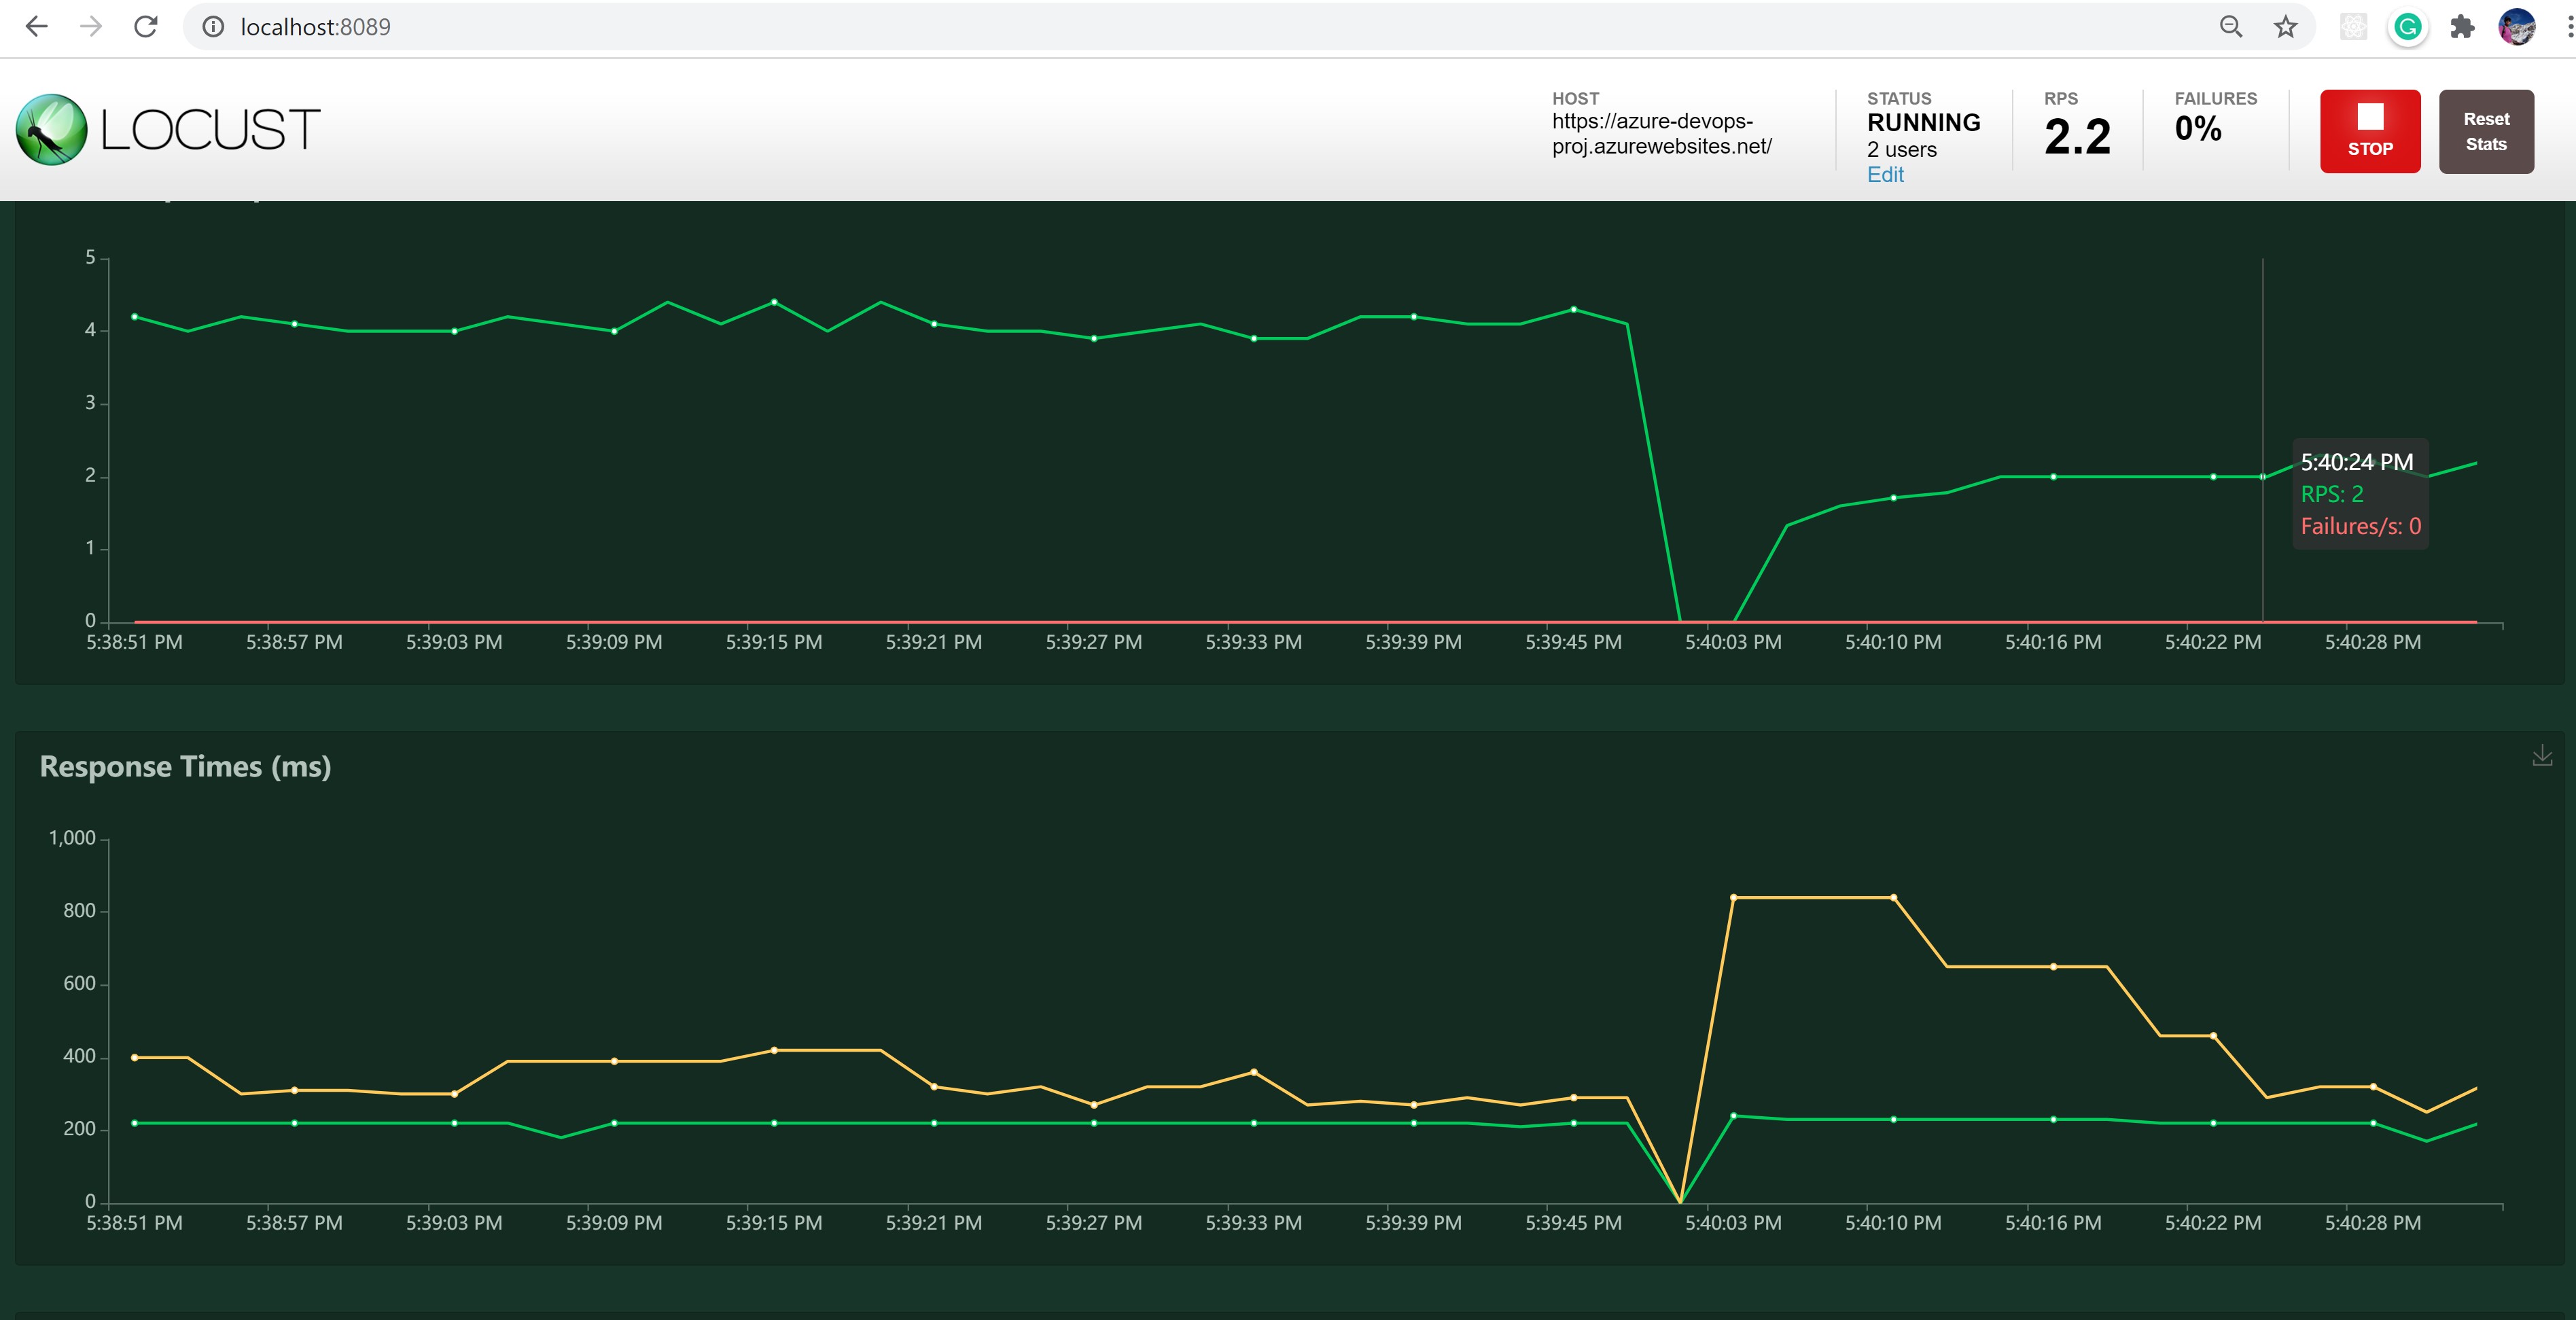 localhost:8089
LOCUST
HOST
https://azure-devops-
proj.azurewebsites.net/
STATUS
RUNNING
2 users
Edit
RPS
2.2
FAILURES
0%
STOP
Reset
Stats
5
4
3
2
1
0
5:40:24 PM
RPS: 2
Failures/s: 0
5:38:51 PM 5:38:57 PM 5:39:03 PM 5:39:09 PM 5:39:15 PM 5:39:21 PM 5:39:27 PM 5:39:33 PM 5:39:39 PM 5:39:45 PM 5:40:03 PM 5:40:10 PM 5:40:16 PM 5:40:22 PM 5:40:28 PM
Response Times (ms)
1,000
800
600
400
200
0
5:38:51 PM 5:38:57 PM 5:39:03 PM 5:39:09 PM 5:39:15 PM 5:39:21 PM 5:39:27 PM 5:39:33 PM 5:39:39 PM 5:39:45 PM 5:40:03 PM 5:40:10 PM 5:40:16 PM 5:40:22 PM 5:40:28 PM